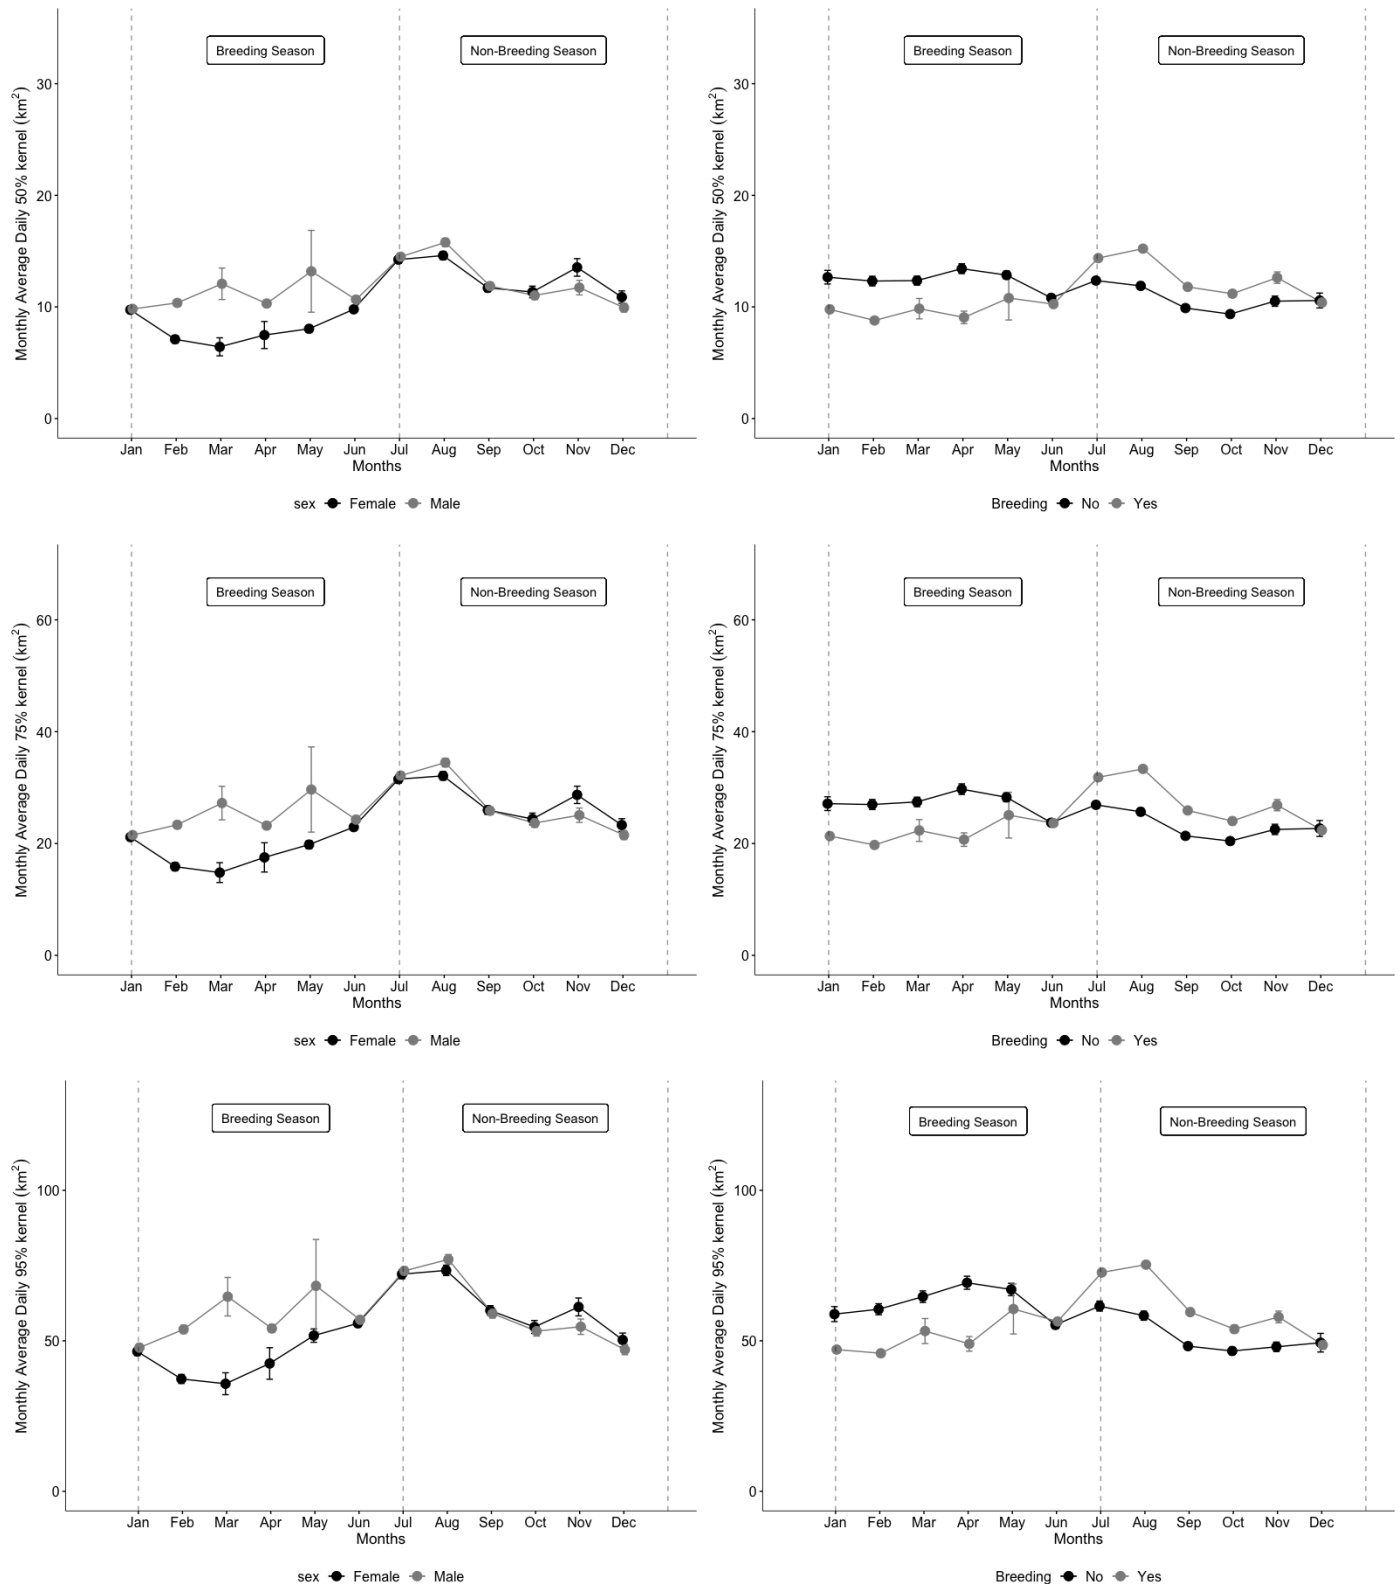 Monthly Average Daily 50% kernel (km²)
Breeding Season
Non-Breeding Season
30
20
10
0
Jan Feb Mar Apr May Jun Jul Aug Sep Oct Nov Dec
Months
sex Female Male
Monthly Average Daily 50% kernel (km²)
Breeding Season
Non-Breeding Season
30
20
10
0
Jan Feb Mar Apr May Jun Jul Aug Sep Oct Nov Dec
Months
Breeding No Yes
Monthly Average Daily 75% kernel (km²)
Breeding Season
Non-Breeding Season
60
40
20
0
Jan Feb Mar Apr May Jun Jul Aug Sep Oct Nov Dec
Months
sex Female Male
Monthly Average Daily 75% kernel (km²)
Breeding Season
Non-Breeding Season
60
40
20
0
Jan Feb Mar Apr May Jun Jul Aug Sep Oct Nov Dec
Months
Breeding No Yes
Monthly Average Daily 95% kernel (km²)
Breeding Season
Non-Breeding Season
100
50
0
Jan Feb Mar Apr May Jun Jul Aug Sep Oct Nov Dec
Months
sex Female Male
Monthly Average Daily 95% kernel (km²)
Breeding Season
Non-Breeding Season
100
50
0
Jan Feb Mar Apr May Jun Jul Aug Sep Oct Nov Dec
Months
Breeding No Yes